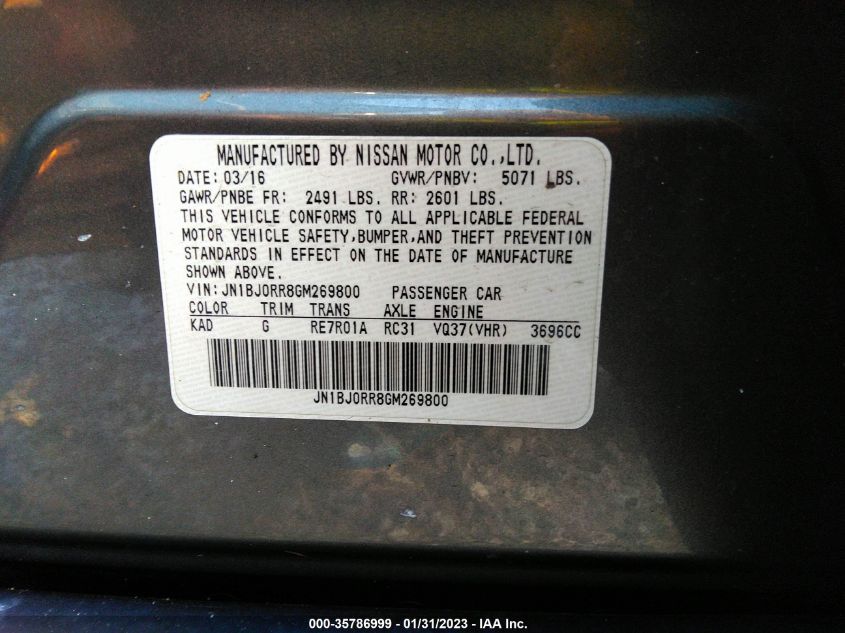 MANUFACTURED BY NISSAN MOTOR CO.,LTD.
DATE: 03/16 GVWR/PNBV: 5071 LBS.
GAWR/PNBE FR: 2491 LBS. RR: 2601 LBS.
THIS VEHICLE CONFORMS TO ALL APPLICABLE FEDERAL
MOTOR VEHICLE SAFETY,BUMPER,AND THEFT PREVENTION
STANDARDS IN EFFECT ON THE DATE OF MANUFACTURE
SHOWN ABOVE.
VIN:JN1BJ0RR8GM269800 PASSENGER CAR
COLOR TRIM TRANS AXLE ENGINE
KAD G RE7R01A RC31 VQ37(VHR) 3696CC
JN1BJ0RR8GM269800
000-35786999 - 01/31/2023 - IAA Inc.